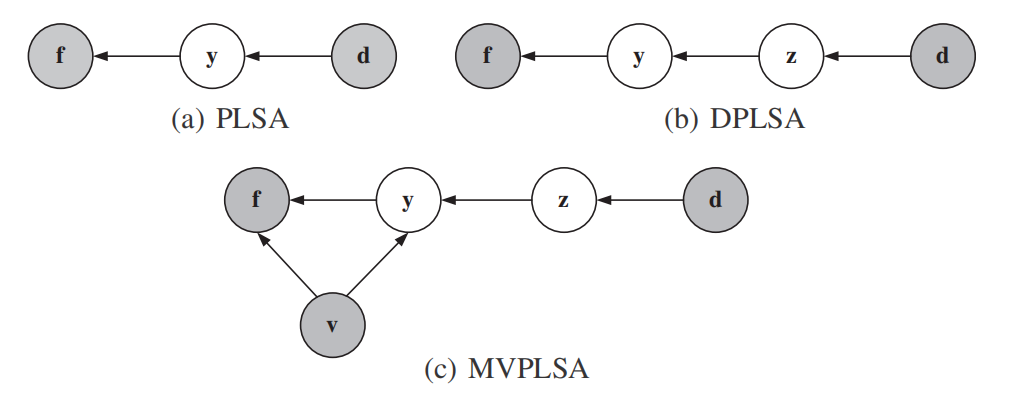 f y d
f y z d
(a) PLSA
(b) DPLSA
f y z d
v
(c) MVPLSA